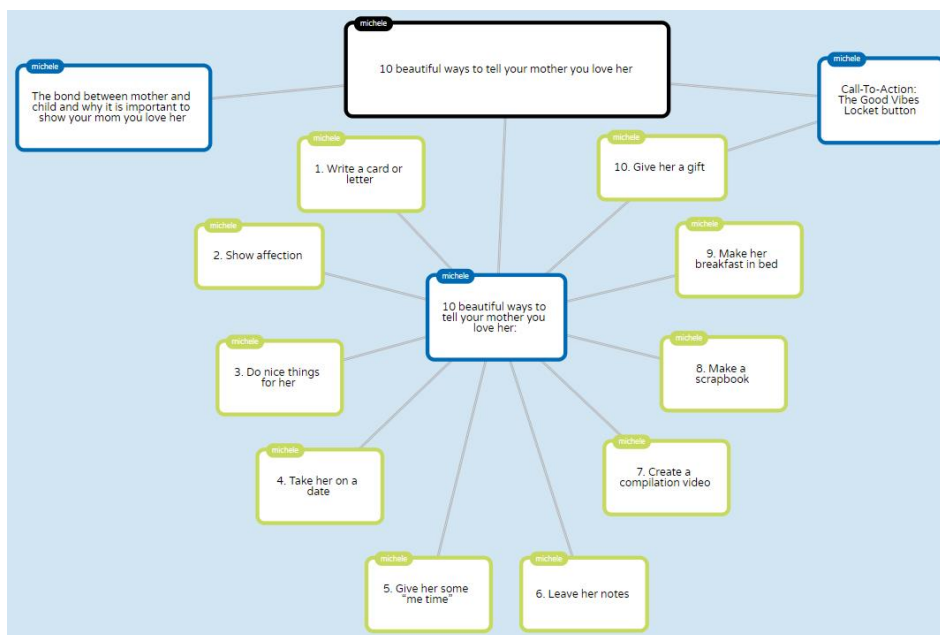 michele
10 beautiful ways to tell your mother you love her
michele
The bond between mother and
child and why it is important to
show your mom you love her
michele
Call-To-Action:
The Good Vibes
Locket button
michele
1. Write a card or
letter
michele
10. Give her a gift
michele
2. Show affection
michele
9. Make her
breakfast in bed
michele
10 beautiful ways to
tell your mother you
love her:
michele
3. Do nice things
for her
michele
8. Make a
scrapbook
michele
4. Take her on a
date
michele
7. Create a
compilation video
michele
5. Give her some
“me time”
michele
6. Leave her notes